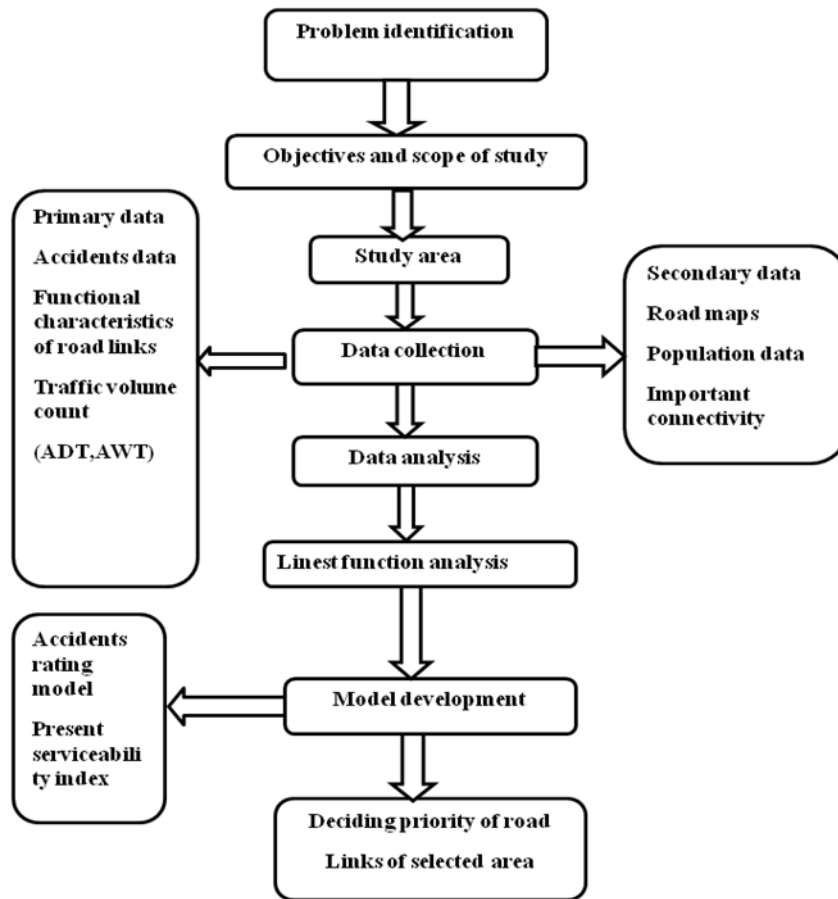 Problem identification
Objectives and scope of study
Study area
Data collection
Primary data
Accidents data
Functional
characteristics
of road links
Traffic volume
count
(ADT,AWT)
Secondary data
Road maps
Population data
Important
connectivity
Data analysis
Linest function analysis
Model development
Accidents
rating
model
Present
serviceabili
ty index
Deciding priority of road
Links of selected area